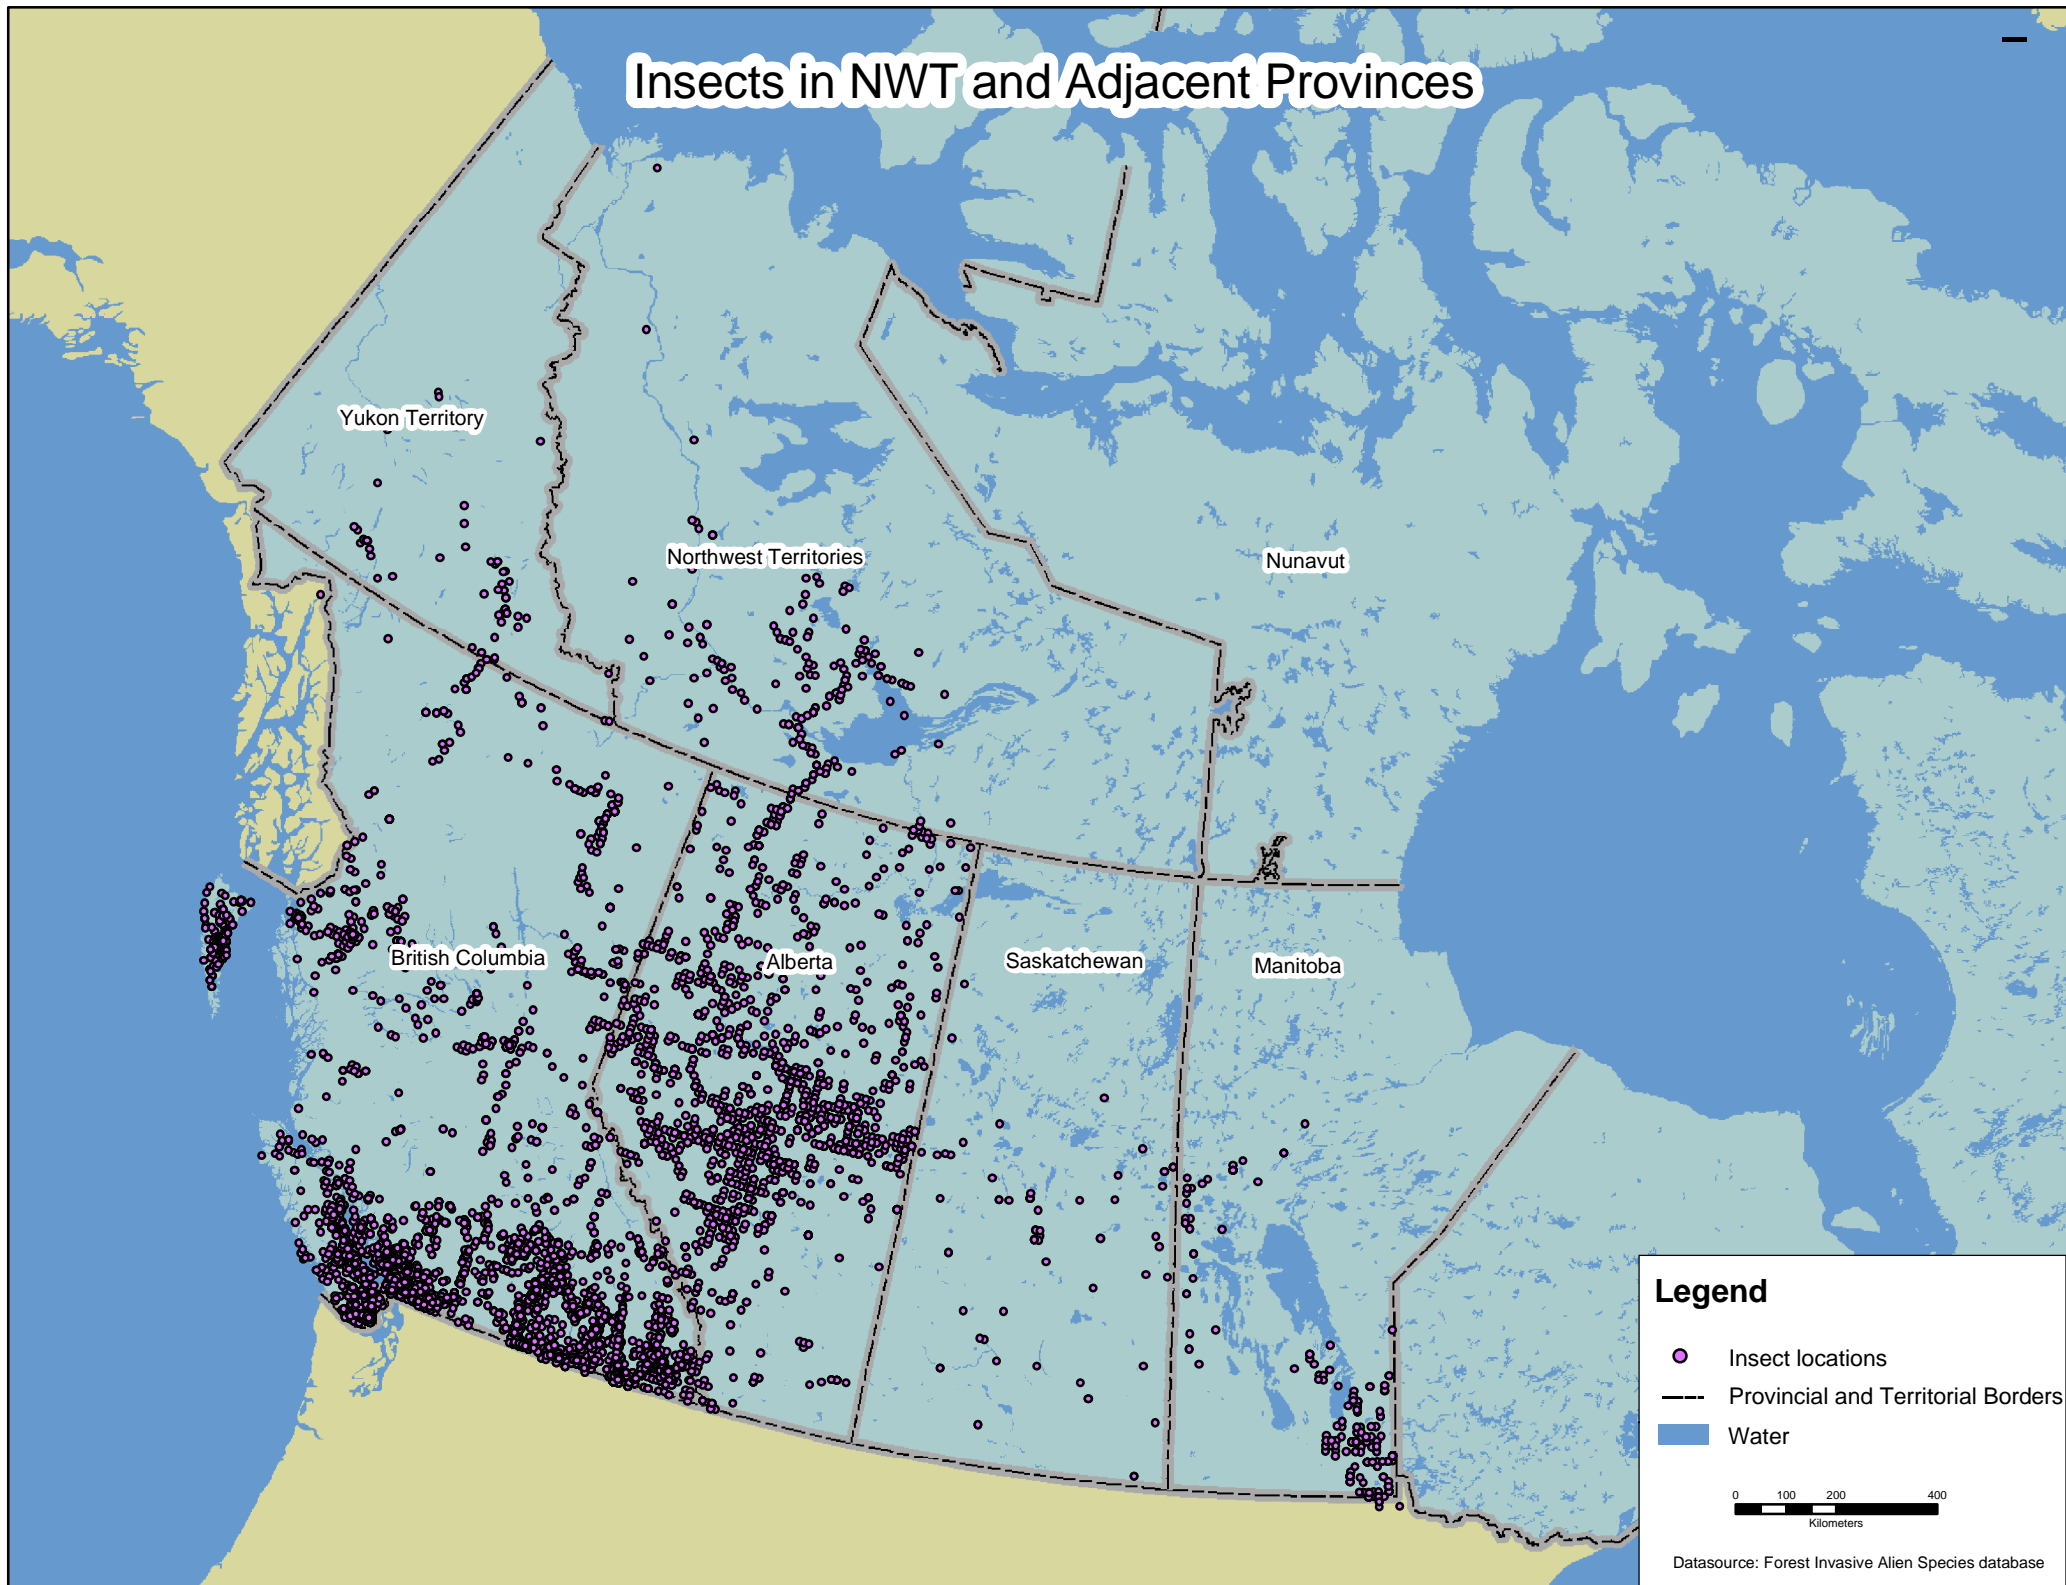 Insects in NWT and Adjacent Provinces
Yukon Territory
Northwest Territories
Nunavut
British Columbia
Alberta
Saskatchewan
Manitoba
Legend
Insect locations
Provincial and Territorial Borders
Water
0 100 200 400
Kilometers
Datasource: Forest Invasive Alien Species database